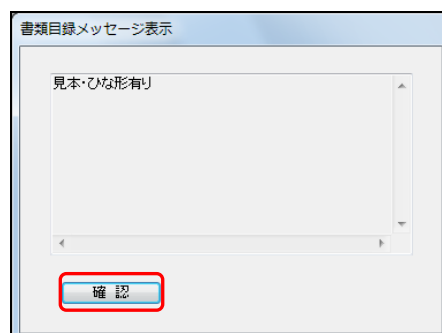 書類目録メッセージ表示
見本・ひな形有り
確 認